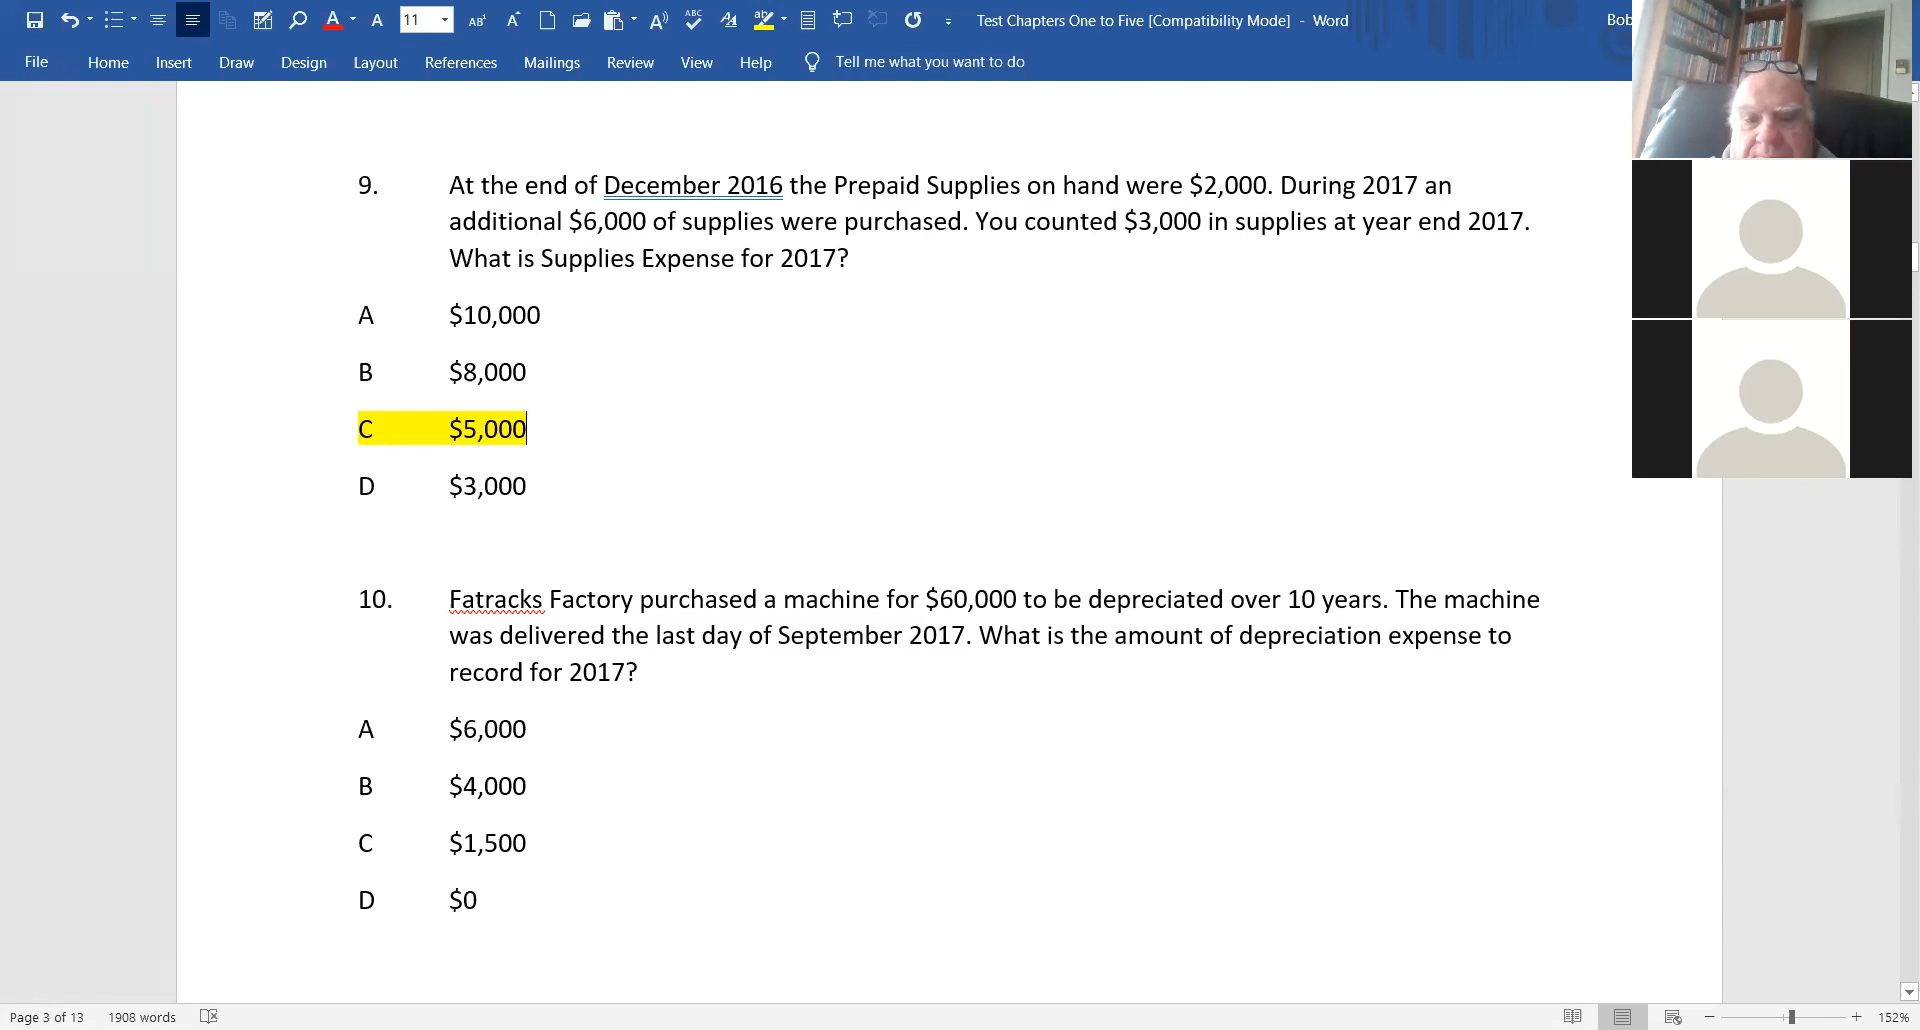 11
Test Chapters One to Five [Compatibility Mode] - Word
Bob
File Home Insert Draw Design Layout References Mailings Review View Help Tell me what you want to do
9. At the end of December 2016 the Prepaid Supplies on hand were $2,000. During 2017 an
additional $6,000 of supplies were purchased. You counted $3,000 in supplies at year end 2017.
What is Supplies Expense for 2017?
A $10,000
B $8,000
C $5,000
D $3,000
10. Fatracks Factory purchased a machine for $60,000 to be depreciated over 10 years. The machine
was delivered the last day of September 2017. What is the amount of depreciation expense to
record for 2017?
A $6,000
B $4,000
C $1,500
D $0
Page 3 of 13 1908 words 152%